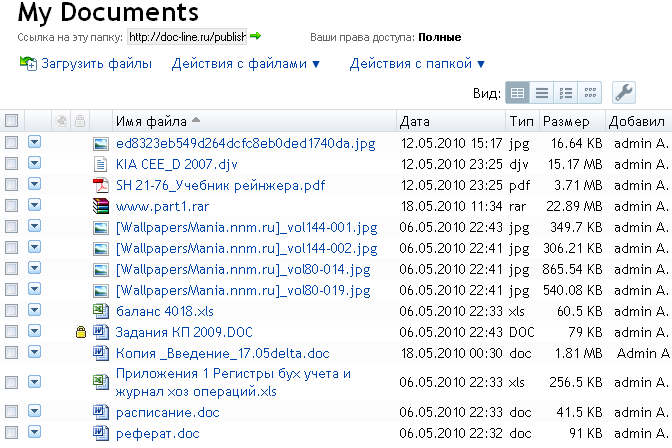 My Documents
Ссылка на эту папку: http://doc-line.ru/publish Ваши права доступа: Полные
Загрузить файлы Действия с файлами ▼ Действия с папкой ▼
Вид:
Имя файла Дата Тип Размер Добавил
ed8323eb549d264dcfc8eb0ded1740da.jpg 12.05.2010 15:17 jpg 16.64 KB admin A.
KIA CEE_D 2007.djv 12.05.2010 23:25 djv 15.17 MB admin A.
SH 21-76_Учебник рейнжера.pdf 12.05.2010 23:25 pdf 3.71 MB admin A.
www.part1.rar 18.05.2010 11:34 rar 22.89 MB admin A.
[WallpapersMania.nnm.ru]_vol144-001.jpg 06.05.2010 22:43 jpg 349.7 KB admin A.
[WallpapersMania.nnm.ru]_vol144-002.jpg 06.05.2010 22:41 jpg 306.21 KB admin A.
[WallpapersMania.nnm.ru]_vol80-014.jpg 06.05.2010 22:41 jpg 865.54 KB admin A.
[WallpapersMania.nnm.ru]_vol80-019.jpg 06.05.2010 22:41 jpg 540.08 KB admin A.
баланс 4018.xls 06.05.2010 22:33 xls 60.5 KB admin A.
Задания КП 2009.DOC 06.05.2010 22:43 DOC 79 KB admin A.
Копия _Введение_17.05delta.doc 18.05.2010 00:30 doc 1.81 MB Admin A
Приложения 1 Регистры бух учета и
журнал хоз операций.xls 06.05.2010 22:33 xls 256.5 KB admin A.
расписание.doc 06.05.2010 22:33 doc 41.5 KB admin A.
реферат.doc 06.05.2010 22:32 doc 91 KB admin A.